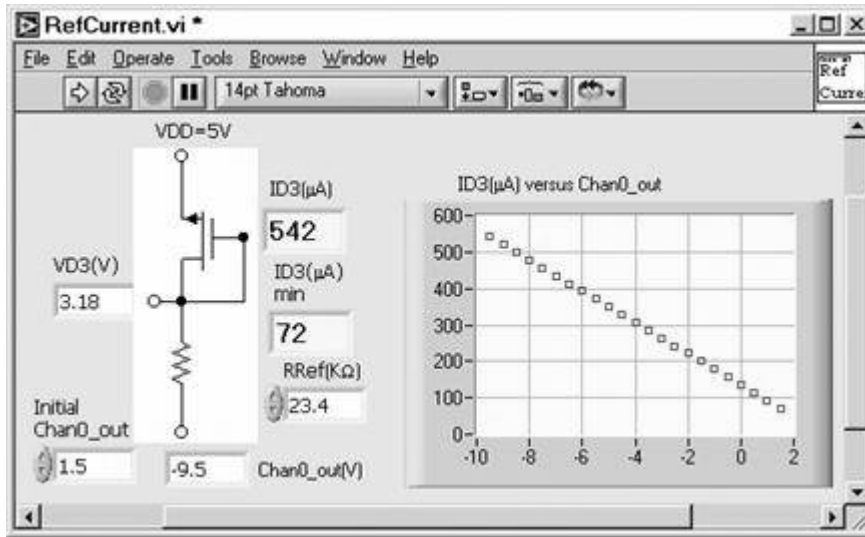 RefCurrent.vi *
File Edit Operate Tools Browse Window Help
14pt Tahoma
Ref
Curre
VDD=5V
ID3(µA)
542
VD3(V)
3.18
ID3(µA)
min
72
RRef(KΩ)
23.4
Initial
Chan0_out
1.5
-9.5
Chan0_out(V)
ID3(µA) versus Chan0_out
600-
500-
400-
300-
200-
100-
0-
-10 -8 -6 -4 -2 0 2